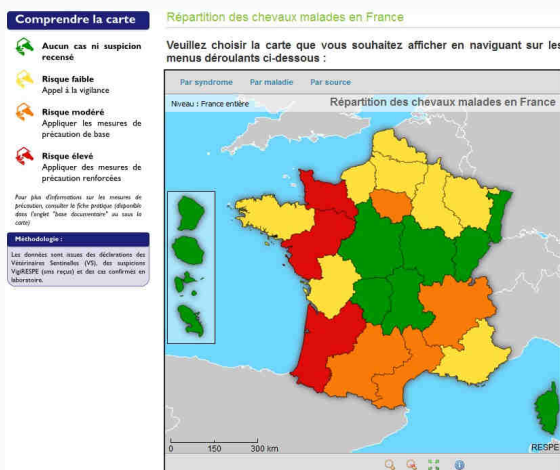 Comprendre la carte
Aucun cas ni suspicion
recensé
Risque faible
Appel à la vigilance
Risque modéré
Appliquer les mesures de
précaution de base
Risque élevé
Appliquer des mesures de
précaution renforcées
Pour plus d'informations sur les mesures de
précaution, consulter la fiche pratique (disponible
dans l'onglet "base documentaire" ou sous la
carte)
Méthodologie :
Les données sont issues des déclarations des
Vétérinaires Sentinelles (VS), des suspicions
VigiRESPE (sms reçus) et des cas confirmés en
laboratoire.
Répartition des chevaux malades en France
Veuillez choisir la carte que vous souhaitez afficher en naviguant sur les
menus déroulants ci-dessous :
Par syndrome Par maladie Par source
Niveau : France entière
Répartition des chevaux malades en France
0 150 300 km
RESPE